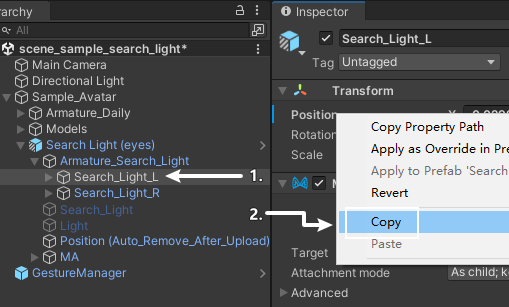 erarchy
Inspector
All
scene_sample_search_light*
Main Camera
Directional Light
Sample_Avatar
Armature_Daily
Models
Search Light (eyes)
Armature_Search_Light
Search_Light_L
1.
Search_Light_R
Search_Light
Light
Position (Auto_Remove_After_Upload)
MA
GestureManager
Search_Light_L
Tag Untagged
Transform
Position
Rotation
Scale
Copy Property Path
Apply as Override in Pre
Apply to Prefab 'Search
Revert
2.
Copy
Paste
Target
Attachment mode As child; k
Advanced